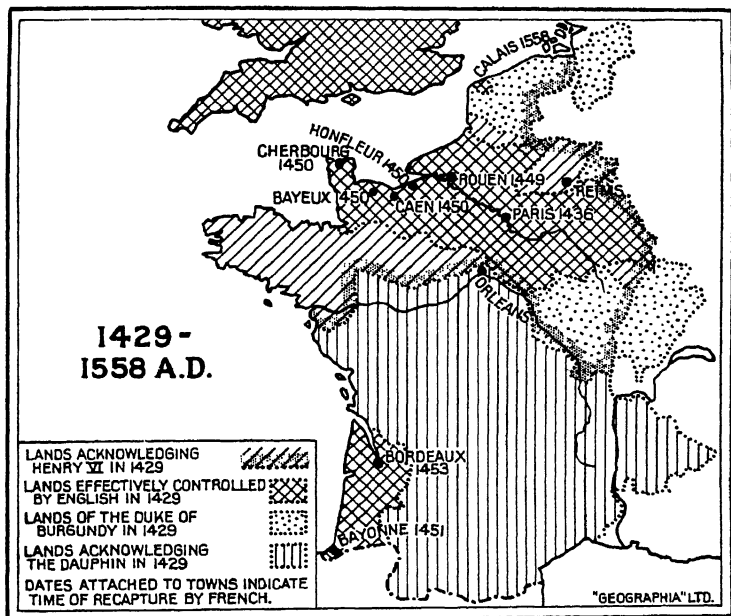 CALAIS 1558
HONFLEUR 1450
CHERBOURG
1450
ROUEN 1449
REIMS
BAYEUX 1450
CAEN 1450
PARIS 1436
ORLEANS
1429 -
1558 A.D.
BORDEAUX
1453
BAYONNE 1451
LANDS ACKNOWLEDGING
HENRY VI IN 1429
LANDS EFFECTIVELY CONTROLLED
BY ENGLISH IN 1429
LANDS OF THE DUKE OF
BURGUNDY IN 1429
LANDS ACKNOWLEDGING
THE DAUPHIN IN 1429
DATES ATTACHED TO TOWNS INDICATE
TIME OF RECAPTURE BY FRENCH.
"GEOGRAPHIA" LTD.